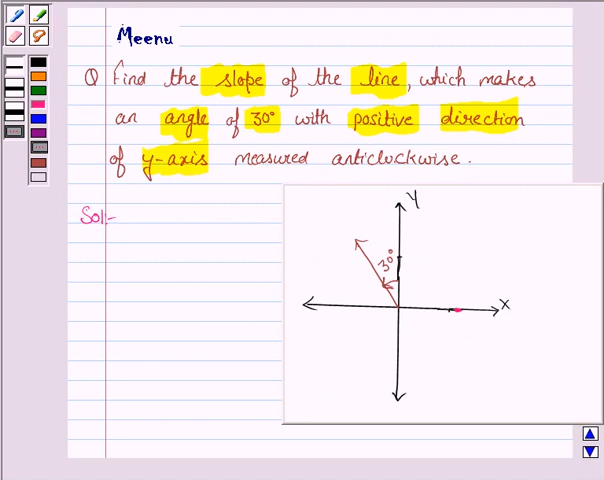 Meenu
Q Find the slope of the line, which makes
an angle of 30° with positive direction
of y-axis measured anticlockwise.
Sol:-
Y
30°
X